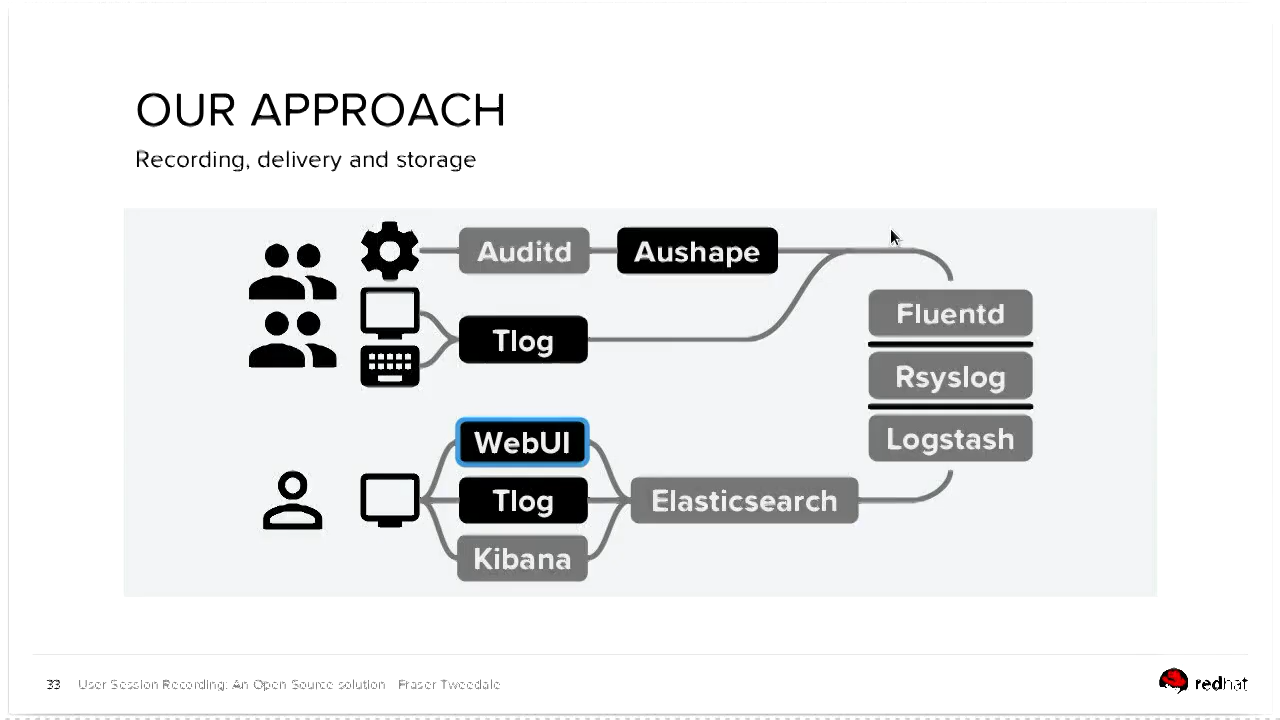 OUR APPROACH
Recording, delivery and storage
Auditd
Aushape
Tlog
Fluentd
Rsyslog
Logstash
WebUI
Tlog
Elasticsearch
Kibana
33 User Session Recording: An Open Source solution Fraser Tweedale
redhat